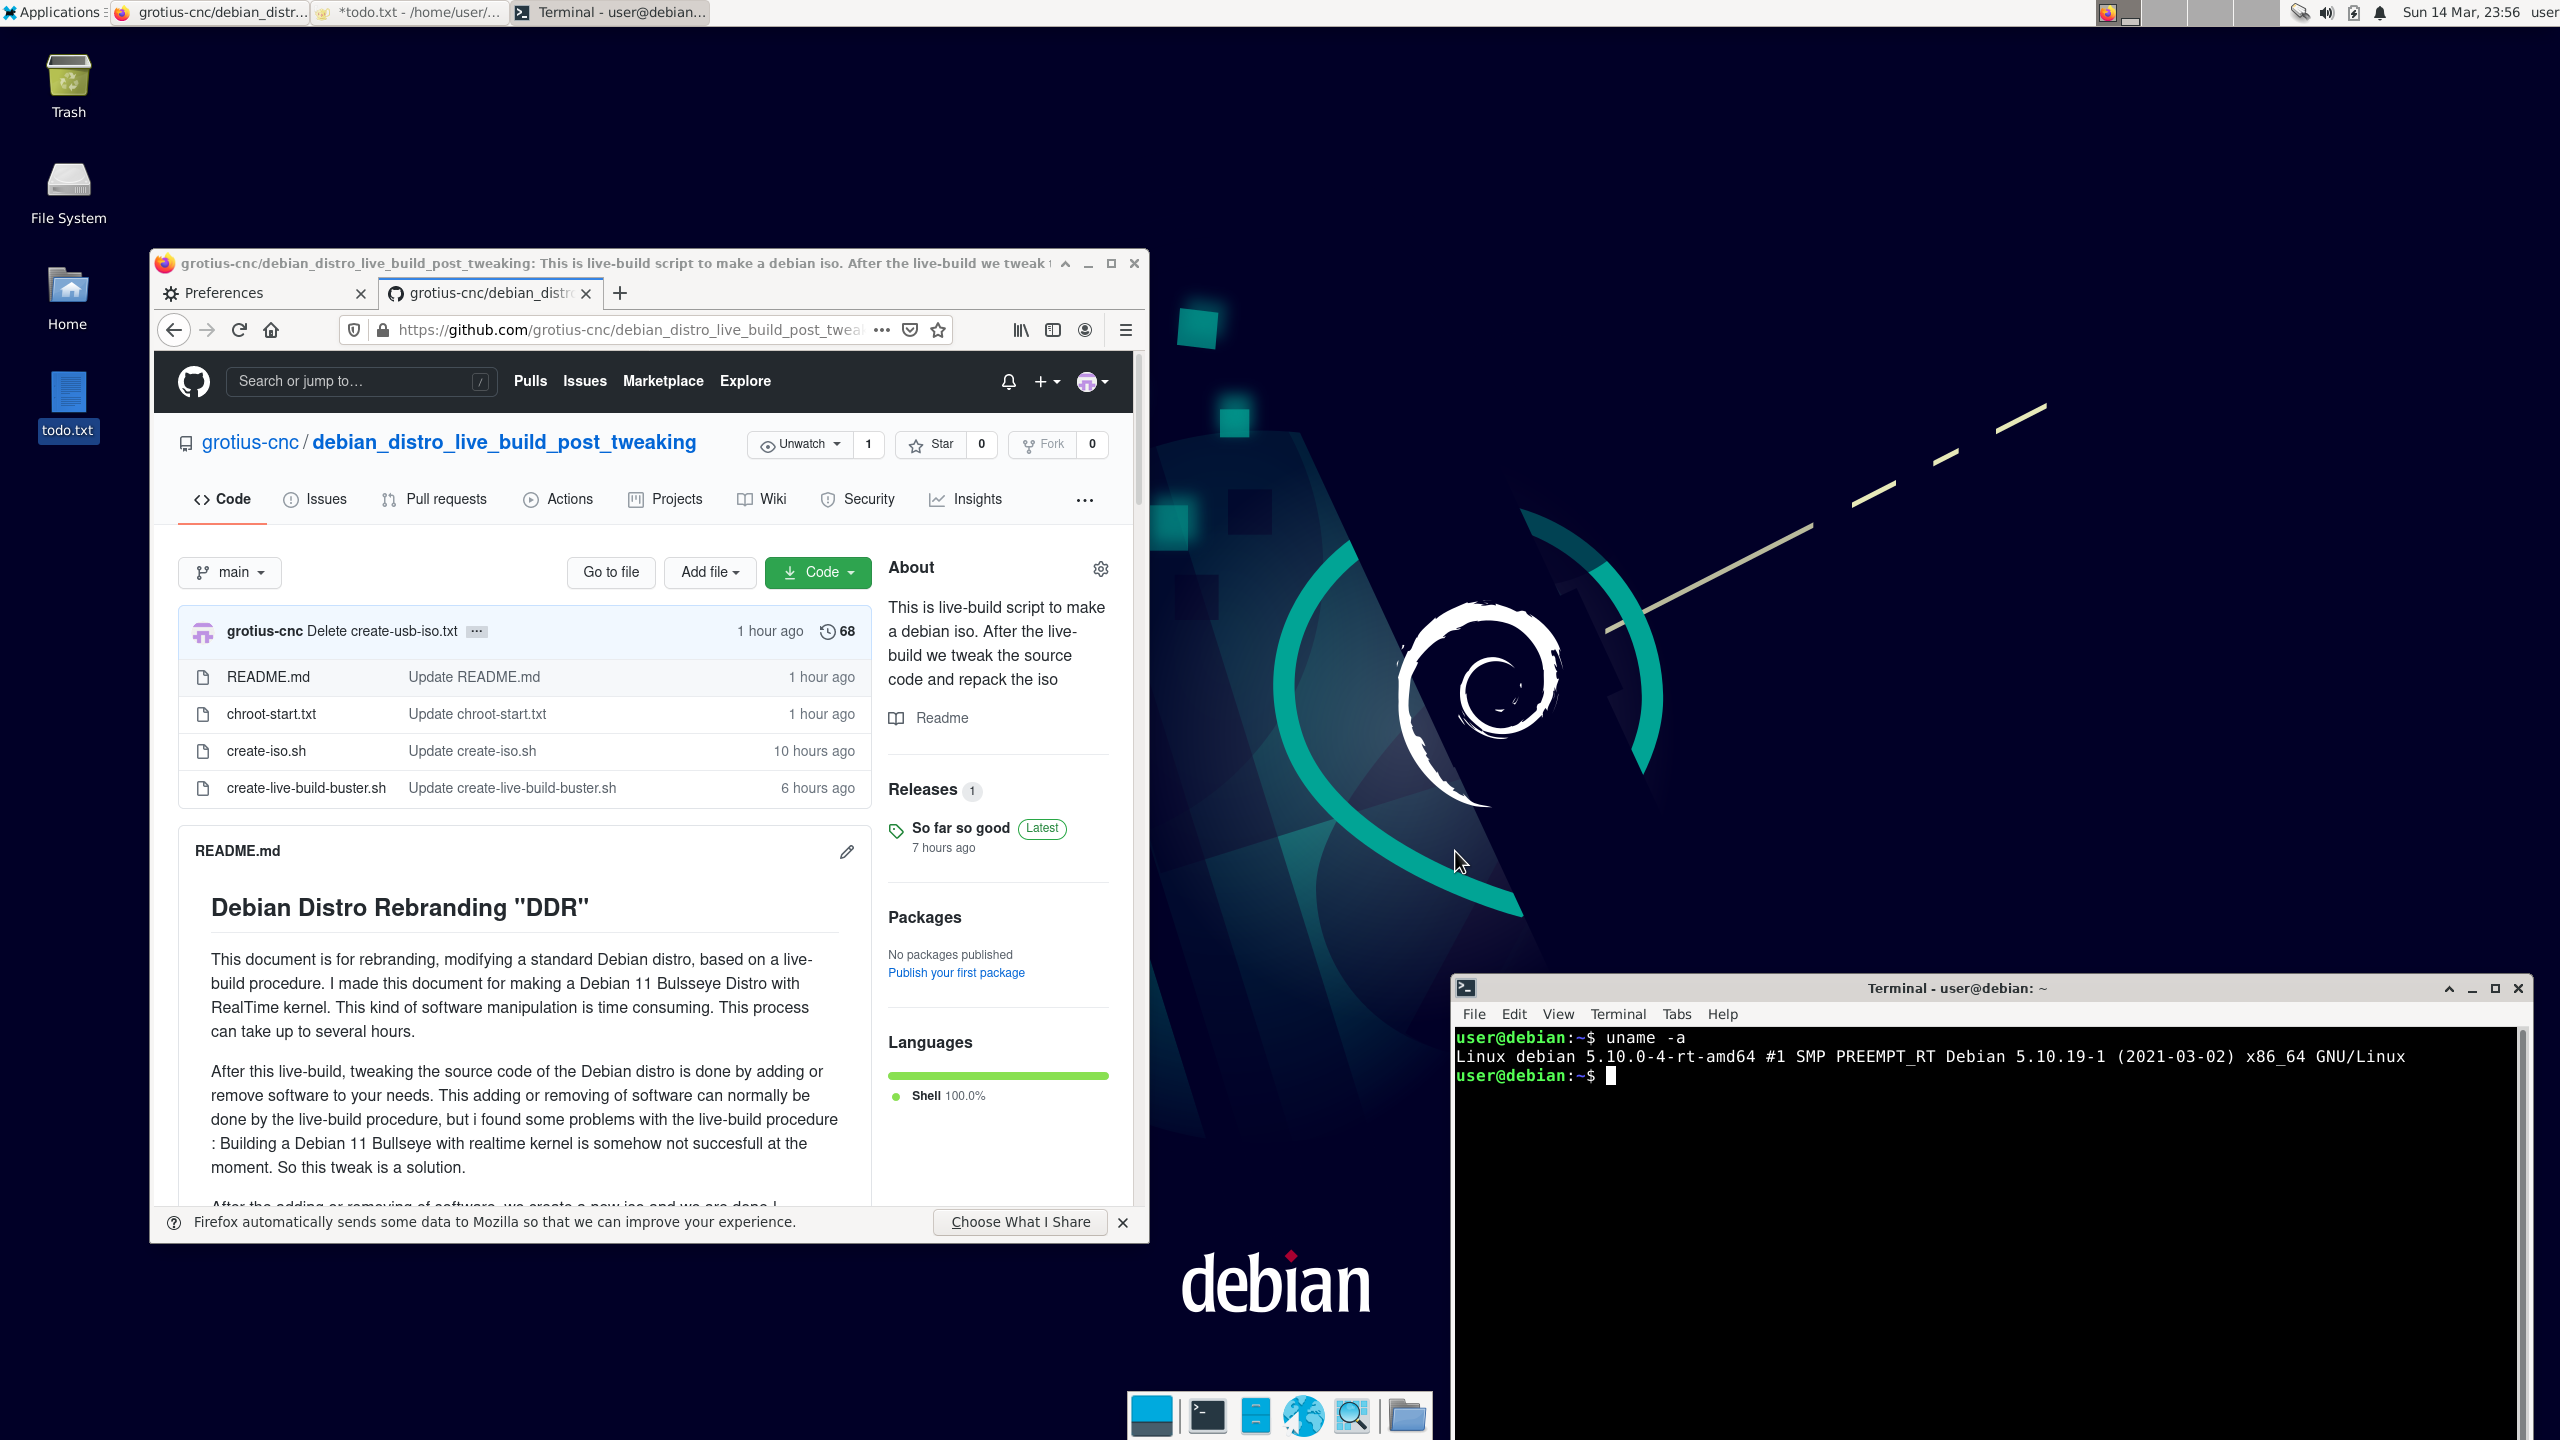 Applications
grotius-cnc/debian_distr...
*todo.txt - /home/user/...
Terminal - user@debian...
Sun 14 Mar, 23:56
user
Trash
File System
Home
todo.txt
grotius-cnc/debian_distro_live_build_post_tweaking: This is live-build script to make a debian iso. After the live-build we tweak
Preferences
grotius-cnc/debian_distr
https://github.com/grotius-cnc/debian_distro_live_build_post_tweak
Search or jump to…
/
Pulls
Issues
Marketplace
Explore
grotius-cnc / debian_distro_live_build_post_tweaking
Unwatch 1
Star 0
Fork 0
Code
Issues
Pull requests
Actions
Projects
Wiki
Security
Insights
main
Go to file
Add file
Code
grotius-cnc Delete create-usb-iso.txt 1 hour ago 68
README.md Update README.md 1 hour ago
chroot-start.txt Update chroot-start.txt 1 hour ago
create-iso.sh Update create-iso.sh 10 hours ago
create-live-build-buster.sh Update create-live-build-buster.sh 6 hours ago
README.md
Debian Distro Rebranding "DDR"
This document is for rebranding, modifying a standard Debian distro, based on a live-
build procedure. I made this document for making a Debian 11 Bulsseye Distro with
RealTime kernel. This kind of software manipulation is time consuming. This process
can take up to several hours.
After this live-build, tweaking the source code of the Debian distro is done by adding or
remove software to your needs. This adding or removing of software can normally be
done by the live-build procedure, but i found some problems with the live-build procedure
: Building a Debian 11 Bullseye with realtime kernel is somehow not succesfull at the
moment. So this tweak is a solution.
After the adding or removing of software, we create a new iso and we are done !
About
This is live-build script to make
a debian iso. After the live-
build we tweak the source
code and repack the iso
Readme
Releases 1
So far so good Latest
7 hours ago
Packages
No packages published
Publish your first package
Languages
Shell 100.0%
Firefox automatically sends some data to Mozilla so that we can improve your experience.
Choose What I Share
debian
Terminal - user@debian: ~
File Edit View Terminal Tabs Help
user@debian:~$ uname -a
Linux debian 5.10.0-4-rt-amd64 #1 SMP PREEMPT_RT Debian 5.10.19-1 (2021-03-02) x86_64 GNU/Linux
user@debian:~$